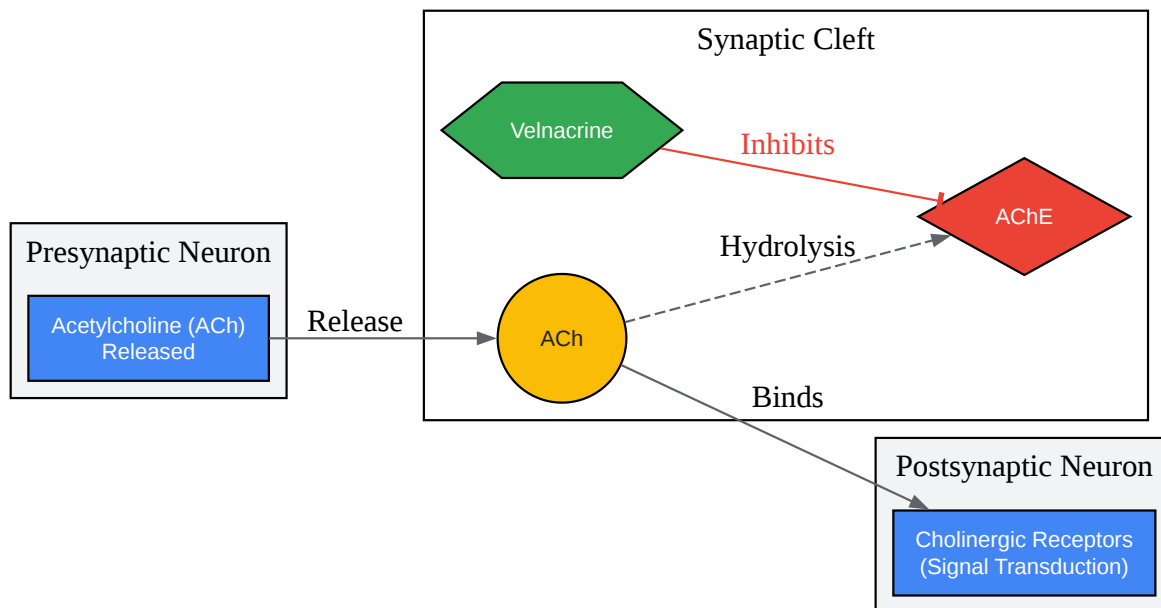 Synaptic Cleft
Velnacrine
Inhibits
AChE
Presynaptic Neuron
Hydrolysis
Acetylcholine (ACh)
Released
Release
ACh
Binds
Postsynaptic Neuron
Cholinergic Receptors
(Signal Transduction)